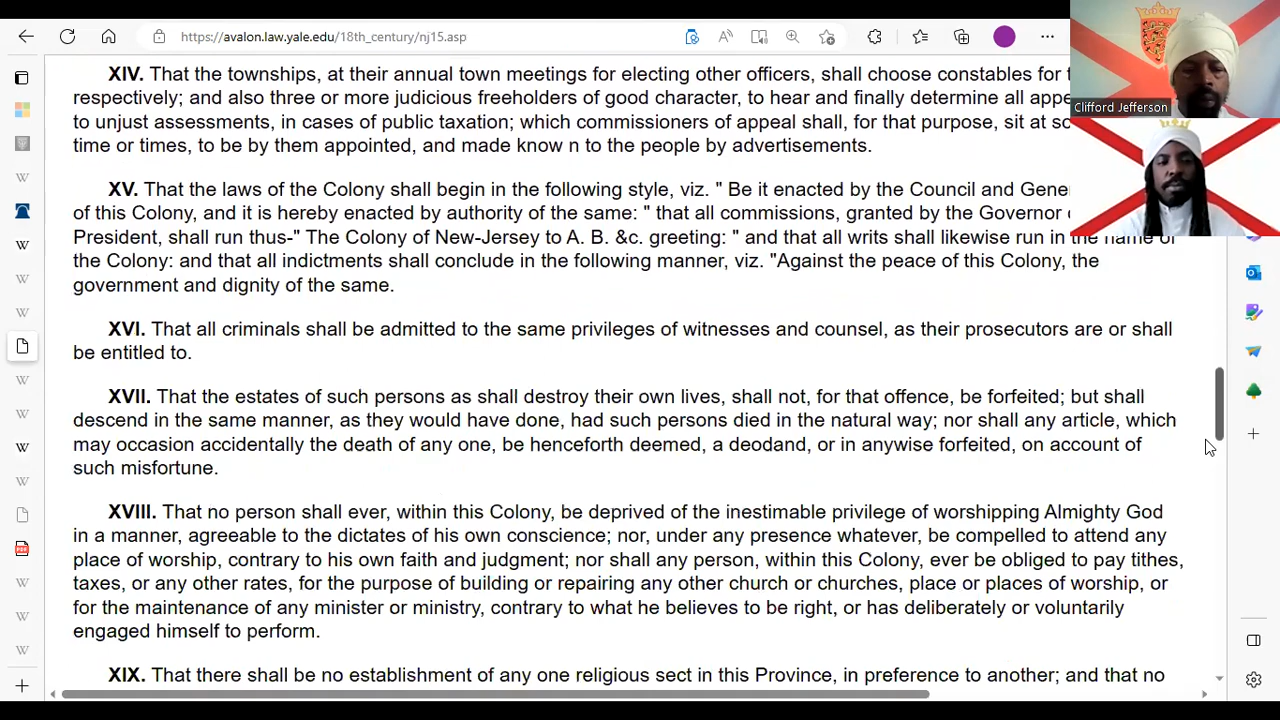 https://avalon.law.yale.edu/18th_century/nj15.asp
XIV. That the townships, at their annual town meetings for electing other officers, shall choose constables for
respectively; and also three or more judicious freeholders of good character, to hear and finally determine all
to unjust assessments, in cases of public taxation; which commissioners of appeal shall, for that purpose, sit at
time or times, to be by them appointed, and made know n to the people by advertisements.
XV. That the laws of the Colony shall begin in the following style, viz. " Be it enacted by the Council and
of this Colony, and it is hereby enacted by authority of the same: " that all commissions, granted by the Governor
President, shall run thus-" The Colony of New-Jersey to A. B. &c. greeting: " and that all writs shall likewise run in the name of
the Colony: and that all indictments shall conclude in the following manner, viz. "Against the peace of this Colony, the
government and dignity of the same.
XVI. That all criminals shall be admitted to the same privileges of witnesses and counsel, as their prosecutors are or shall
be entitled to.
XVII. That the estates of such persons as shall destroy their own lives, shall not, for that offence, be forfeited; but shall
descend in the same manner, as they would have done, had such persons died in the natural way; nor shall any article, which
may occasion accidentally the death of any one, be henceforth deemed, a deodand, or in anywise forfeited, on account of
such misfortune.
XVIII. That no person shall ever, within this Colony, be deprived of the inestimable privilege of worshipping Almighty God
in a manner, agreeable to the dictates of his own conscience; nor, under any presence whatever, be compelled to attend any
place of worship, contrary to his own faith and judgment; nor shall any person, within this Colony, ever be obliged to pay tithes,
taxes, or any other rates, for the purpose of building or repairing any other church or churches, place or places of worship, or
for the maintenance of any minister or ministry, contrary to what he believes to be right, or has deliberately or voluntarily
engaged himself to perform.
XIX. That there shall be no establishment of any one religious sect in this Province, in preference to another; and that no
Clifford Jefferson